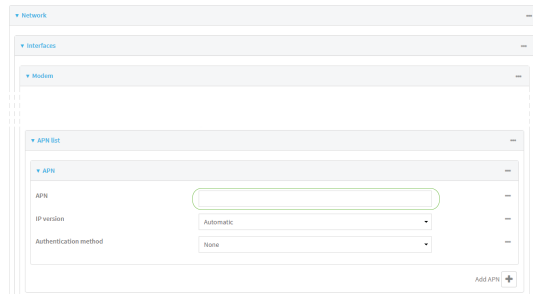 Network
Interfaces
Modem
APN list
APN
APN
IP version Automatic
Authentication method None
Add APN